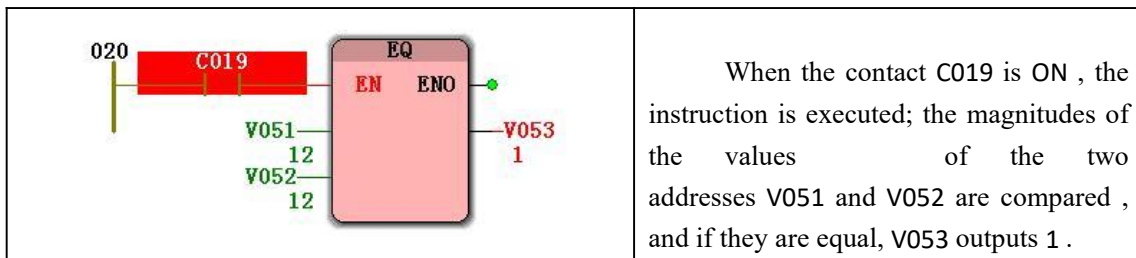 020
C019
EQ
EN ENO
V051 V053
12 1
V052
12
When the contact C019 is ON , the
instruction is executed; the magnitudes of
the values of the two
addresses V051 and V052 are compared ,
and if they are equal, V053 outputs 1 .